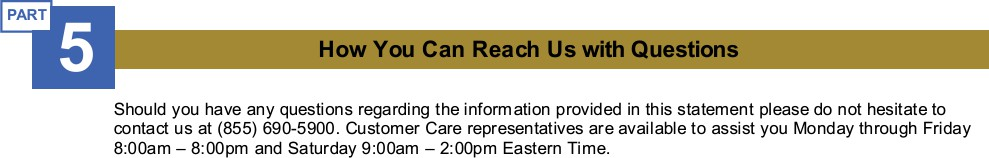 PART
5
How You Can Reach Us with Questions
Should you have any questions regarding the information provided in this statement please do not hesitate to
contact us at (855) 690-5900. Customer Care representatives are available to assist you Monday through Friday
8:00am – 8:00pm and Saturday 9:00am – 2:00pm Eastern Time.